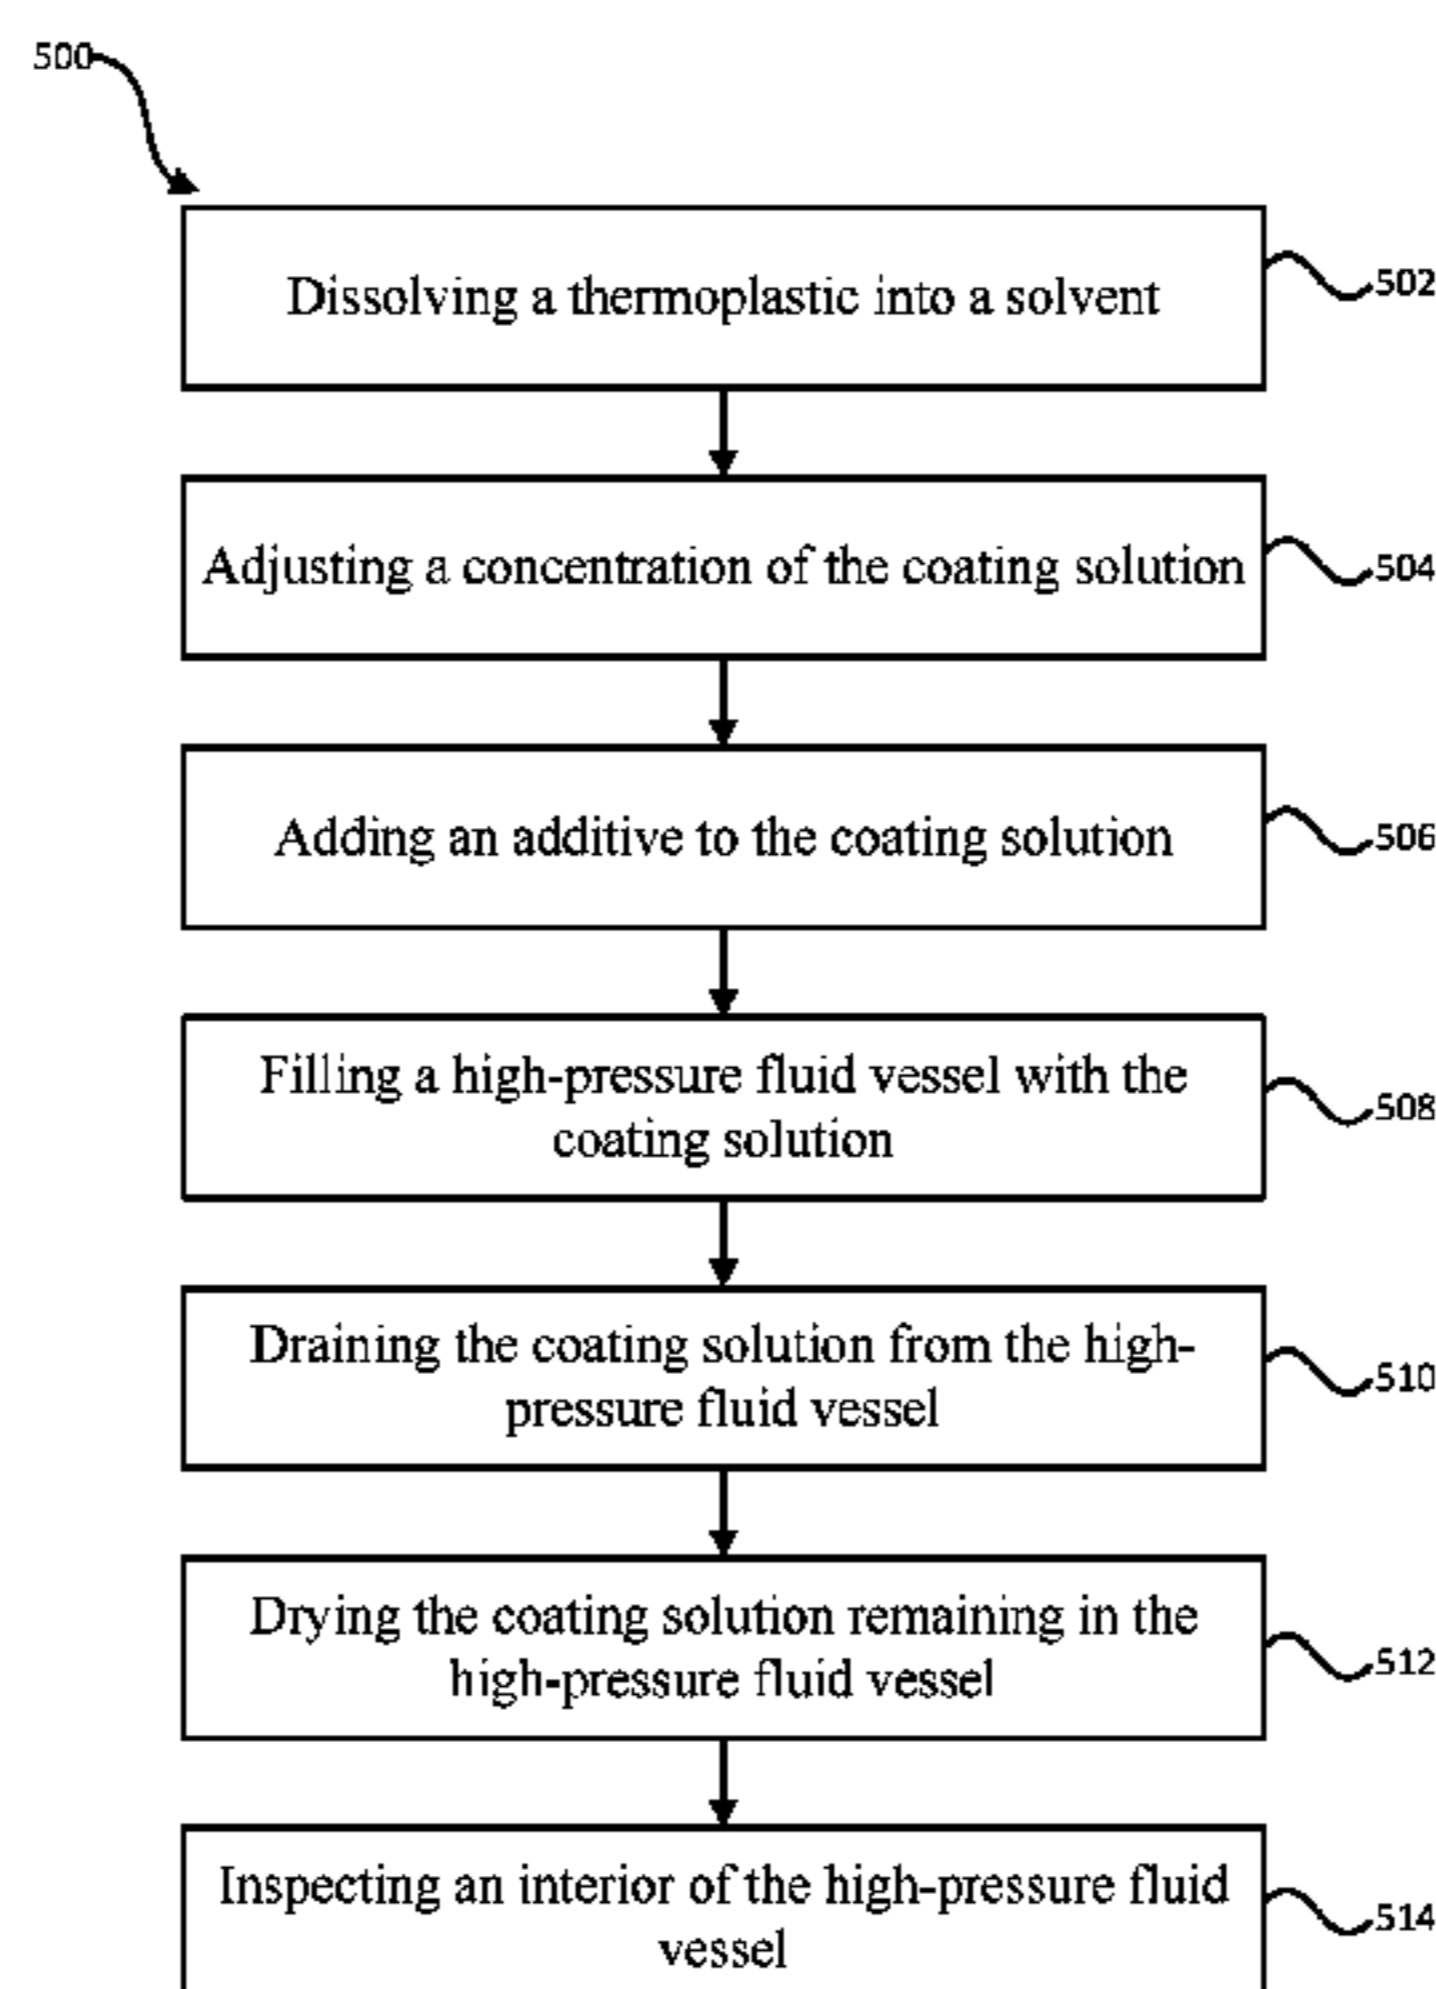 500
Dissolving a thermoplastic into a solvent
502
Adjusting a concentration of the coating solution
504
Adding an additive to the coating solution
506
Filling a high-pressure fluid vessel with the
coating solution
508
Draining the coating solution from the high-
pressure fluid vessel
510
Drying the coating solution remaining in the
high-pressure fluid vessel
512
Inspecting an interior of the high-pressure fluid
vessel
514